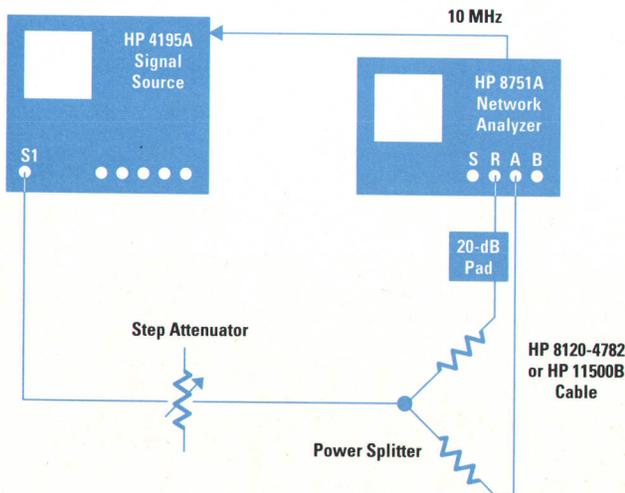 10 MHz
HP 4195A
Signal
Source
S1
HP 8751A
Network
Analyzer
S R A B
20-dB
Pad
Step Attenuator
HP 8120-4782
or HP 11500B
Cable
Power Splitter